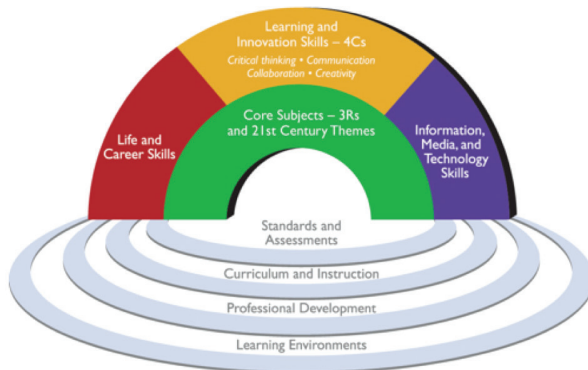 Learning and
Innovation Skills – 4Cs
Critical thinking • Communication
Collaboration • Creativity
Core Subjects – 3Rs
and 21st Century Themes
Life and
Career Skills
Information,
Media, and
Technology
Skills
Standards and
Assessments
Curriculum and Instruction
Professional Development
Learning Environments